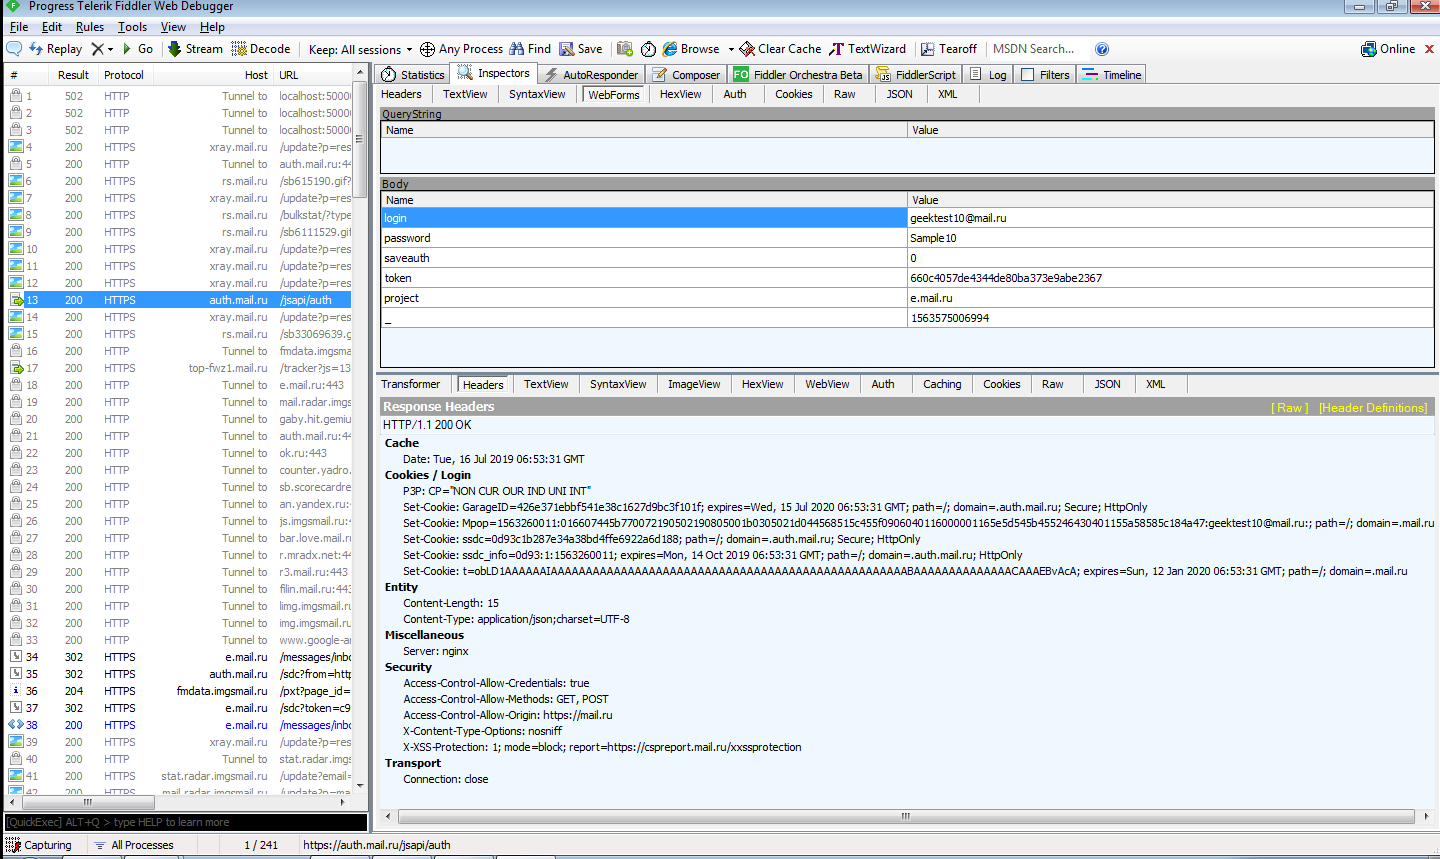 Progress Telerik Fiddler Web Debugger
File Edit Rules Tools View Help
Replay Go Stream Decode Keep: All sessions Any Process Find Save Browse Clear Cache TextWizard Tearoff MSDN Search... Online
# Result Protocol Host URL
1 502 HTTP Tunnel to localhost:50000
2 502 HTTP Tunnel to localhost:50000
3 502 HTTP Tunnel to localhost:50000
4 200 HTTPS xray.mail.ru /update?p=res
5 200 HTTP Tunnel to auth.mail.ru:44
6 200 HTTPS rs.mail.ru /sb615190.gif?
7 200 HTTPS xray.mail.ru /update?p=res
8 200 HTTPS rs.mail.ru /bulkstat/?type
9 200 HTTPS rs.mail.ru /sb6111529.gif
10 200 HTTPS xray.mail.ru /update?p=res
11 200 HTTPS xray.mail.ru /update?p=res
12 200 HTTPS xray.mail.ru /update?p=res
13 200 HTTPS auth.mail.ru /jsapi/auth
14 200 HTTPS xray.mail.ru /update?p=res
15 200 HTTPS rs.mail.ru /sb33069639.g
16 200 HTTP Tunnel to fmdata.imgsmai
17 200 HTTPS top-fwz1.mail.ru /tracker?js=13
18 200 HTTP Tunnel to e.mail.ru:443
19 200 HTTP Tunnel to mail.radar.imgs
20 200 HTTP Tunnel to gaby.hit.gemiu
21 200 HTTP Tunnel to auth.mail.ru:44
22 200 HTTP Tunnel to ok.ru:443
23 200 HTTP Tunnel to counter.yadro.
24 200 HTTP Tunnel to sb.scorecardre
25 200 HTTP Tunnel to an.yandex.ru:4
26 200 HTTP Tunnel to js.imgsmail.ru:
27 200 HTTP Tunnel to bar.love.mail.ru
28 200 HTTP Tunnel to r.mradx.net:44
29 200 HTTP Tunnel to r3.mail.ru:443
30 200 HTTP Tunnel to filin.mail.ru:443
31 200 HTTP Tunnel to limg.imgsmail.ru
32 200 HTTP Tunnel to img.imgsmail.ru
33 200 HTTP Tunnel to www.google-an
34 302 HTTPS e.mail.ru /messages/inbo
35 302 HTTPS auth.mail.ru /sdc?from=http
36 204 HTTPS fmdata.imgsmail.ru /pxt?page_id=
37 302 HTTPS e.mail.ru /sdc?token=c9
38 200 HTTPS e.mail.ru /messages/inbo
39 200 HTTPS xray.mail.ru /update?p=res
40 200 HTTP Tunnel to stat.radar.imgs
41 200 HTTPS stat.radar.imgsmail.ru /update?email=
42 200 HTTPS mail.radar.imgsmail.ru /update?p=ma
[QuickExec] ALT+Q > type HELP to learn more
Capturing All Processes 1 / 241 https://auth.mail.ru/jsapi/auth
Statistics Inspectors AutoResponder Composer FO Fiddler Orchestra Beta FiddlerScript Log Filters Timeline
Headers TextView SyntaxView WebForms HexView Auth Cookies Raw JSON XML
QueryString
Name Value
Body
Name Value
login geektest10@mail.ru
password Sample10
saveauth 0
token 660c4057de4344de80ba373e9abe2367
project e.mail.ru
_ 1563575006994
Transformer Headers TextView SyntaxView ImageView HexView WebView Auth Caching Cookies Raw JSON XML
Response Headers [ Raw ] [Header Definitions]
HTTP/1.1 200 OK
Cache
Date: Tue, 16 Jul 2019 06:53:31 GMT
Cookies / Login
P3P: CP="NON CUR OUR IND UNI INT"
Set-Cookie: GarageID=426e371ebbf541e38c1627d9bc3f101f; expires=Wed, 15 Jul 2020 06:53:31 GMT; path=/; domain=.auth.mail.ru; Secure; HttpOnly
Set-Cookie: Mpop=1563260011:016607445b77007219050219080501b0305021d044568515c455f090604011600001165e5d545b455246430401155a58585c184a47:geektest10@mail.ru:; path=/; domain=.mail.ru
Set-Cookie: ssdc=0d93c1b287e34a38bd4ffe6922a6d188; path=/; domain=.auth.mail.ru; Secure; HttpOnly
Set-Cookie: ssdc_info=0d93:1:1563260011; expires=Mon, 14 Oct 2019 06:53:31 GMT; path=/; domain=.auth.mail.ru; HttpOnly
Set-Cookie: t=obLD1AAAAAAIAAAAAAAAAAAAAAAAAAAAAAAAAAAAAAAAAAAAAAAAAAAAAAAAAAAABAAAAAAAAAAAAAACAAAEBvAcA; expires=Sun, 12 Jan 2020 06:53:31 GMT; path=/; domain=.mail.ru
Entity
Content-Length: 15
Content-Type: application/json;charset=UTF-8
Miscellaneous
Server: nginx
Security
Access-Control-Allow-Credentials: true
Access-Control-Allow-Methods: GET, POST
Access-Control-Allow-Origin: https://mail.ru
X-Content-Type-Options: nosniff
X-XSS-Protection: 1; mode=block; report=https://cspreport.mail.ru/xxssprotection
Transport
Connection: close